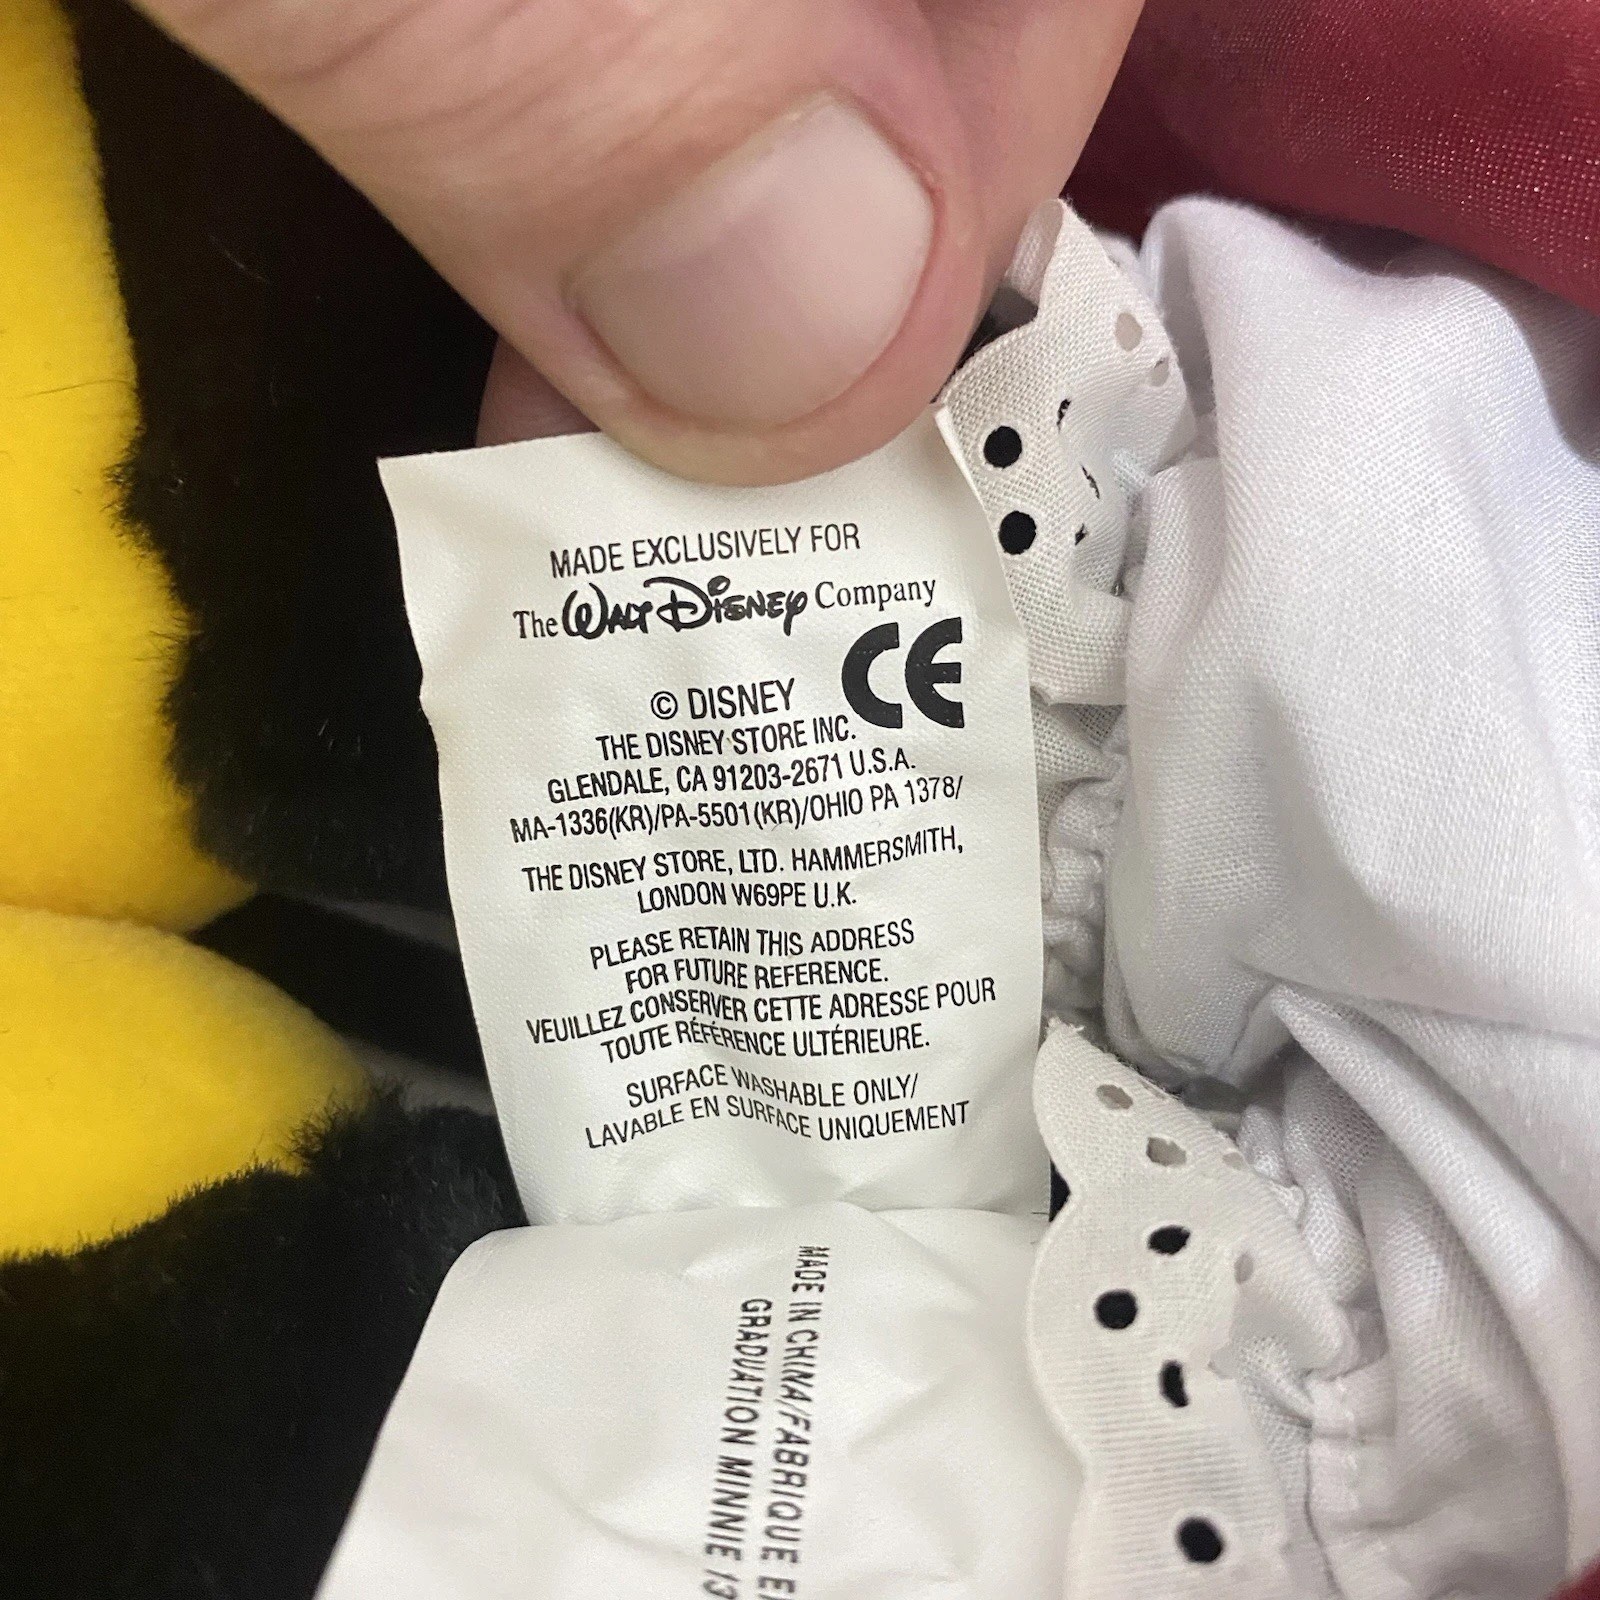 MADE EXCLUSIVELY FOR
The Walt Disney Company
CE
© DISNEY
THE DISNEY STORE INC.
GLENDALE, CA 91203-2671 U.S.A.
MA-1336(KR)/PA-5501(KR)/OHIO PA 1378/
THE DISNEY STORE, LTD. HAMMERSMITH,
LONDON W69PE U.K.
PLEASE RETAIN THIS ADDRESS
FOR FUTURE REFERENCE.
VEUILLEZ CONSERVER CETTE ADRESSE POUR
TOUTE RÉFÉRENCE ULTÉRIEURE.
SURFACE WASHABLE ONLY/
LAVABLE EN SURFACE UNIQUEMENT
MADE IN CHINA/FABRIQUE
GRADUATION MINNIE